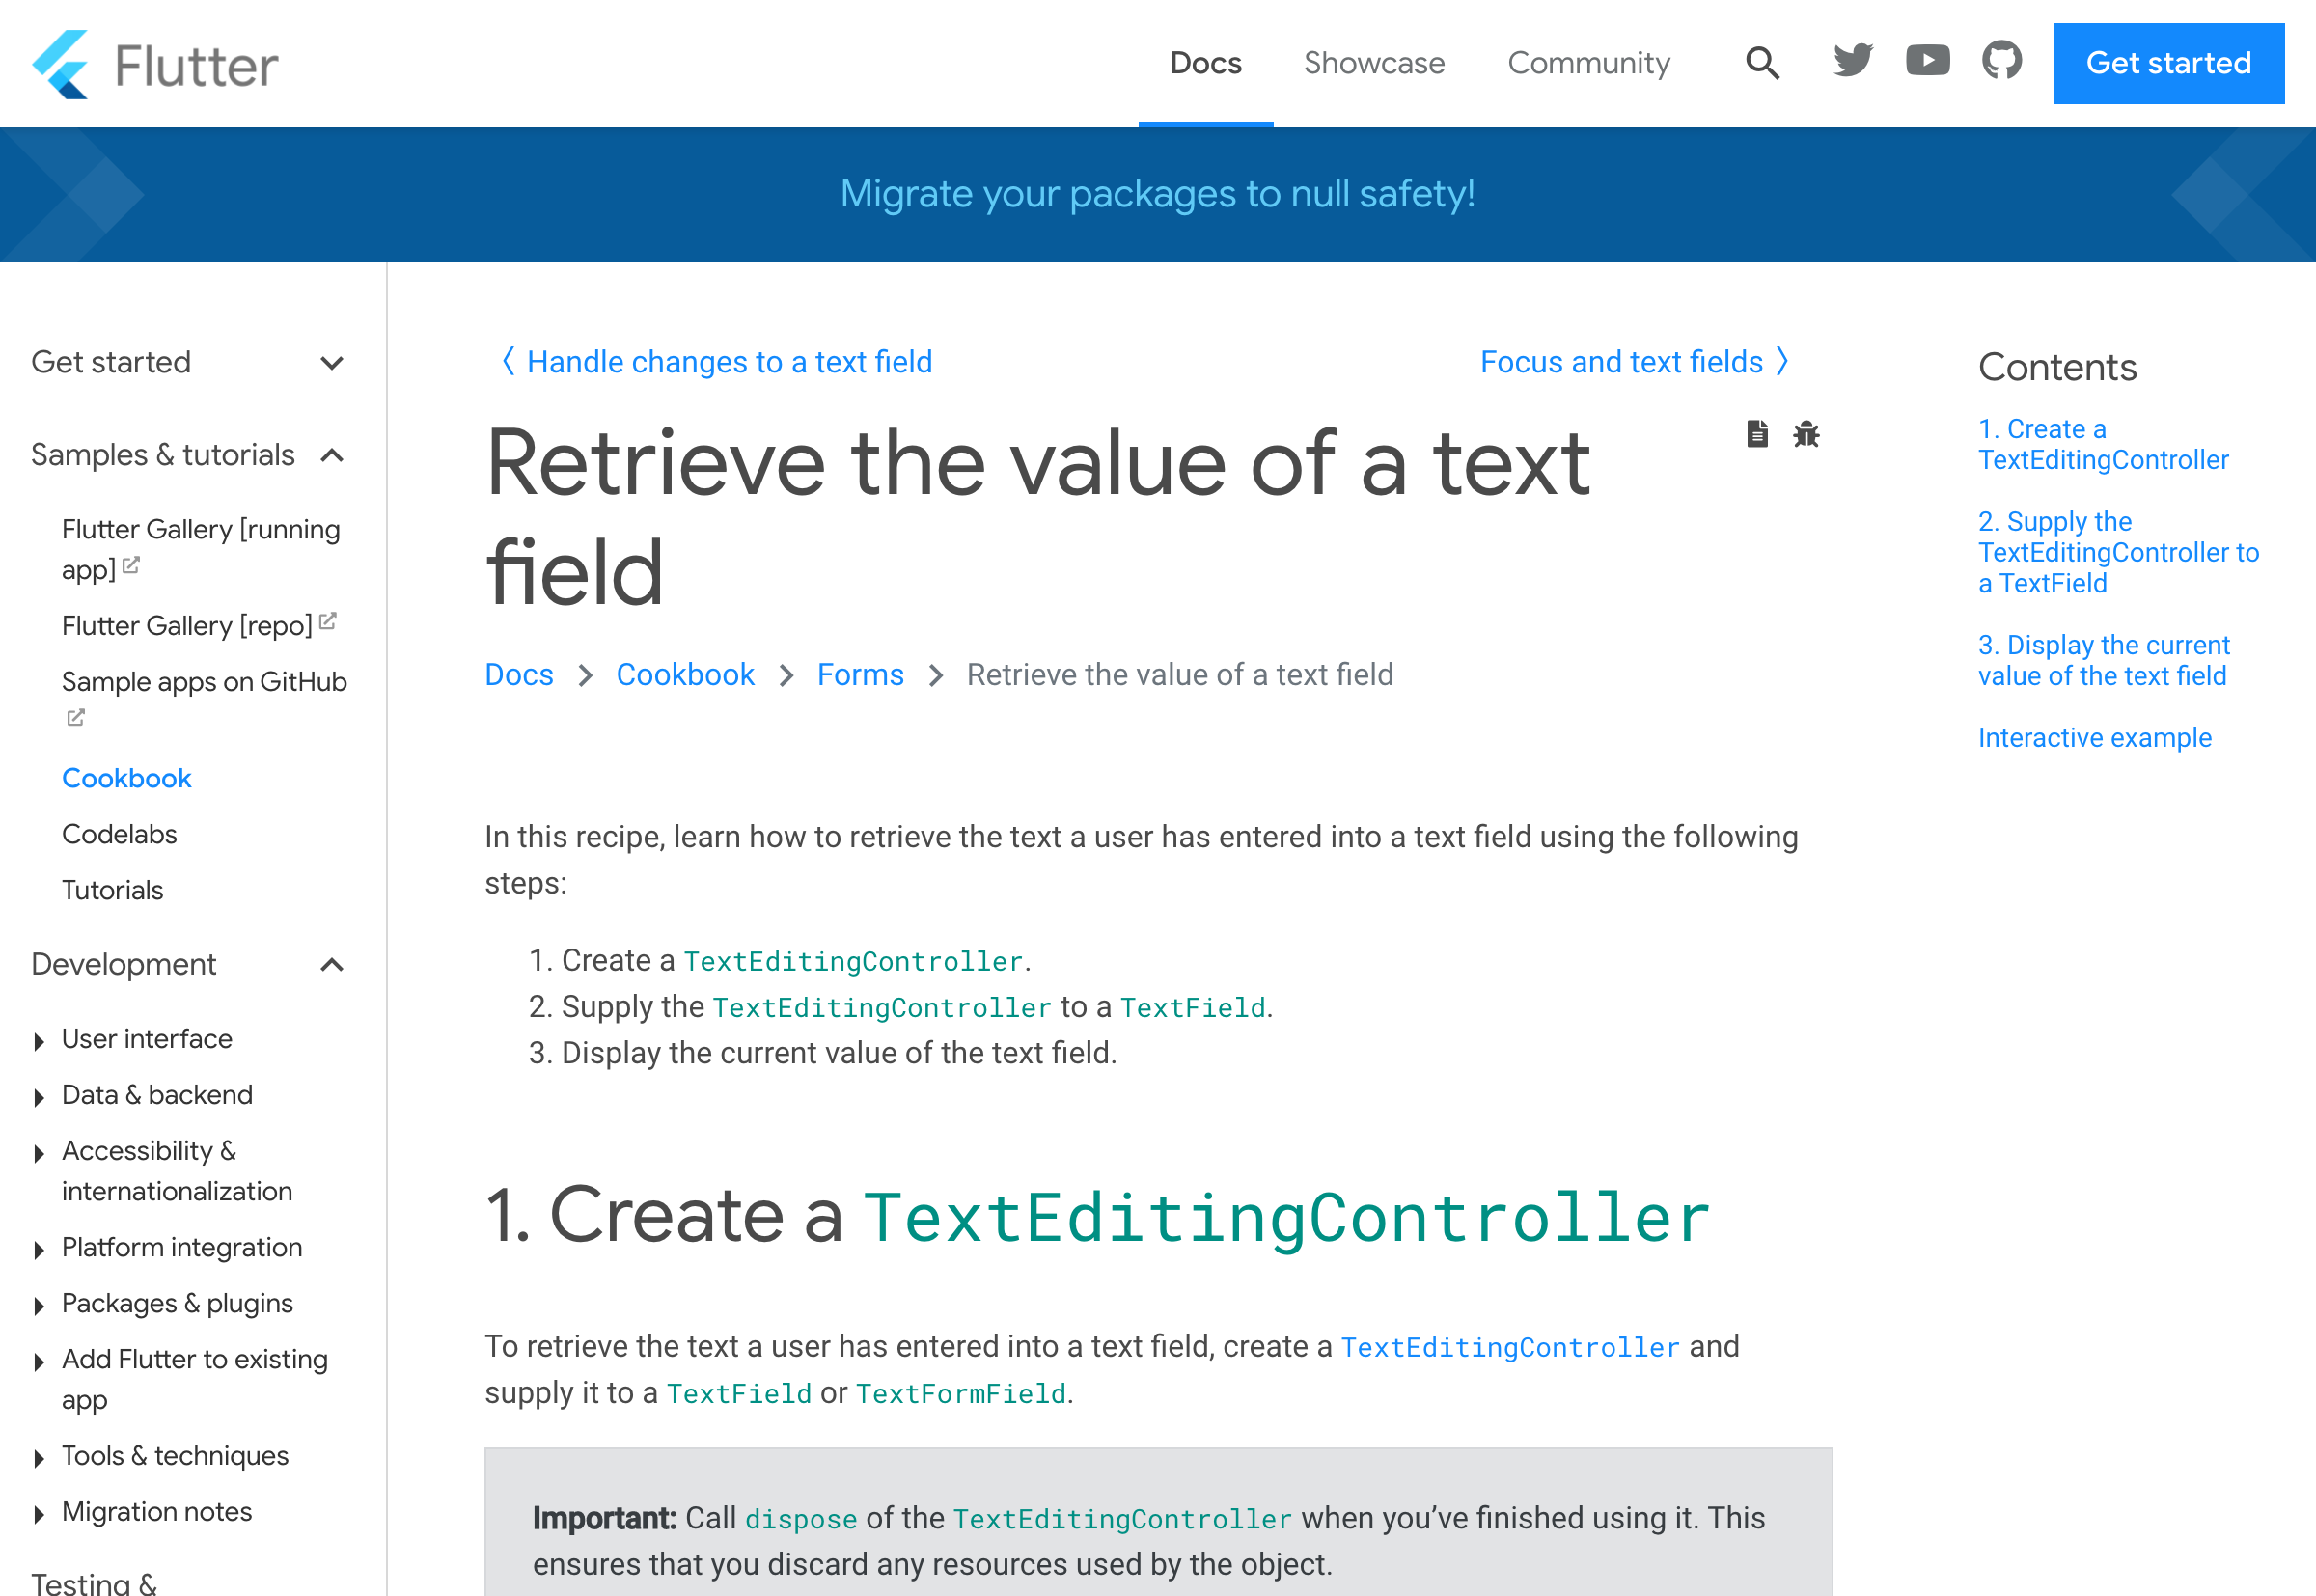 Flutter
Docs
Showcase
Community
Get started
Migrate your packages to null safety!
Get started
Samples & tutorials
Flutter Gallery [running
app]
Flutter Gallery [repo]
Sample apps on GitHub
Cookbook
Codelabs
Tutorials
Development
User interface
Data & backend
Accessibility &
internationalization
Platform integration
Packages & plugins
Add Flutter to existing
app
Tools & techniques
Migration notes
Testing &
〈 Handle changes to a text field
Focus and text fields 〉
Retrieve the value of a text
field
Docs > Cookbook > Forms > Retrieve the value of a text field
In this recipe, learn how to retrieve the text a user has entered into a text field using the following
steps:
1. Create a TextEditingController.
2. Supply the TextEditingController to a TextField.
3. Display the current value of the text field.
1. Create a TextEditingController
To retrieve the text a user has entered into a text field, create a TextEditingController and
supply it to a TextField or TextFormField.
Important: Call dispose of the TextEditingController when you’ve finished using it. This
ensures that you discard any resources used by the object.
Contents
1. Create a
TextEditingController
2. Supply the
TextEditingController to
a TextField
3. Display the current
value of the text field
Interactive example